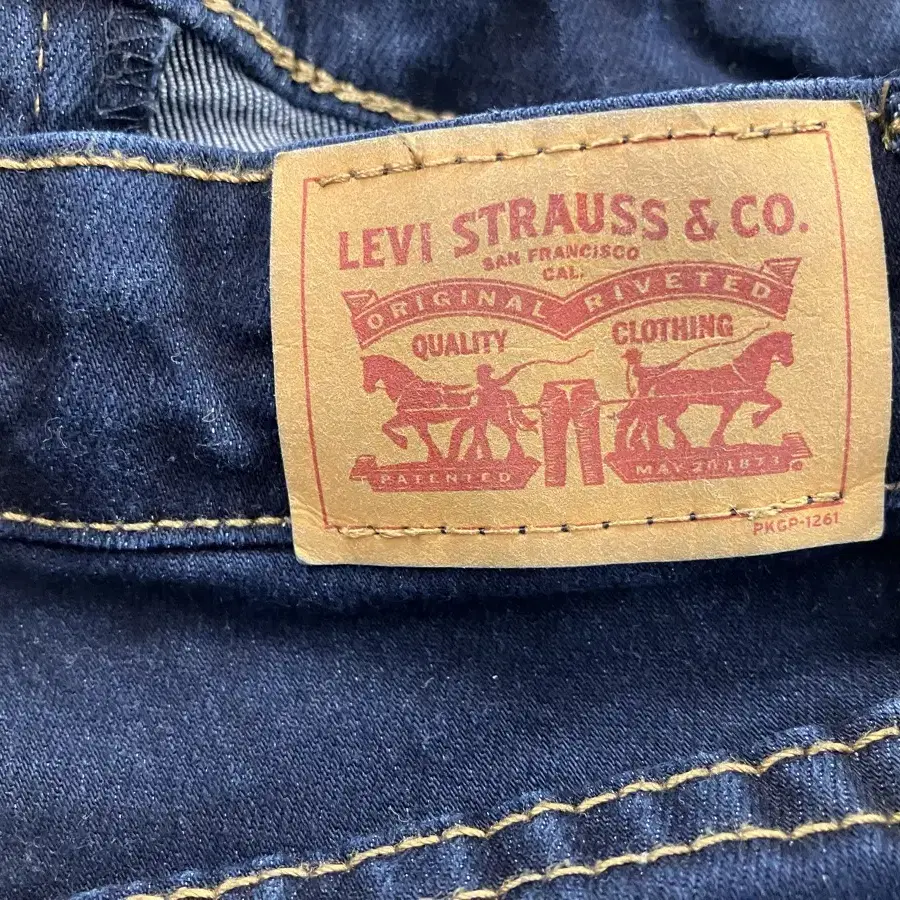 LEVI STRAUSS & CO.
SAN FRANCISCO
CAL.
ORIGINAL RIVETED
QUALITY CLOTHING
PATENTED MAY 20 1873
PKGP-1261